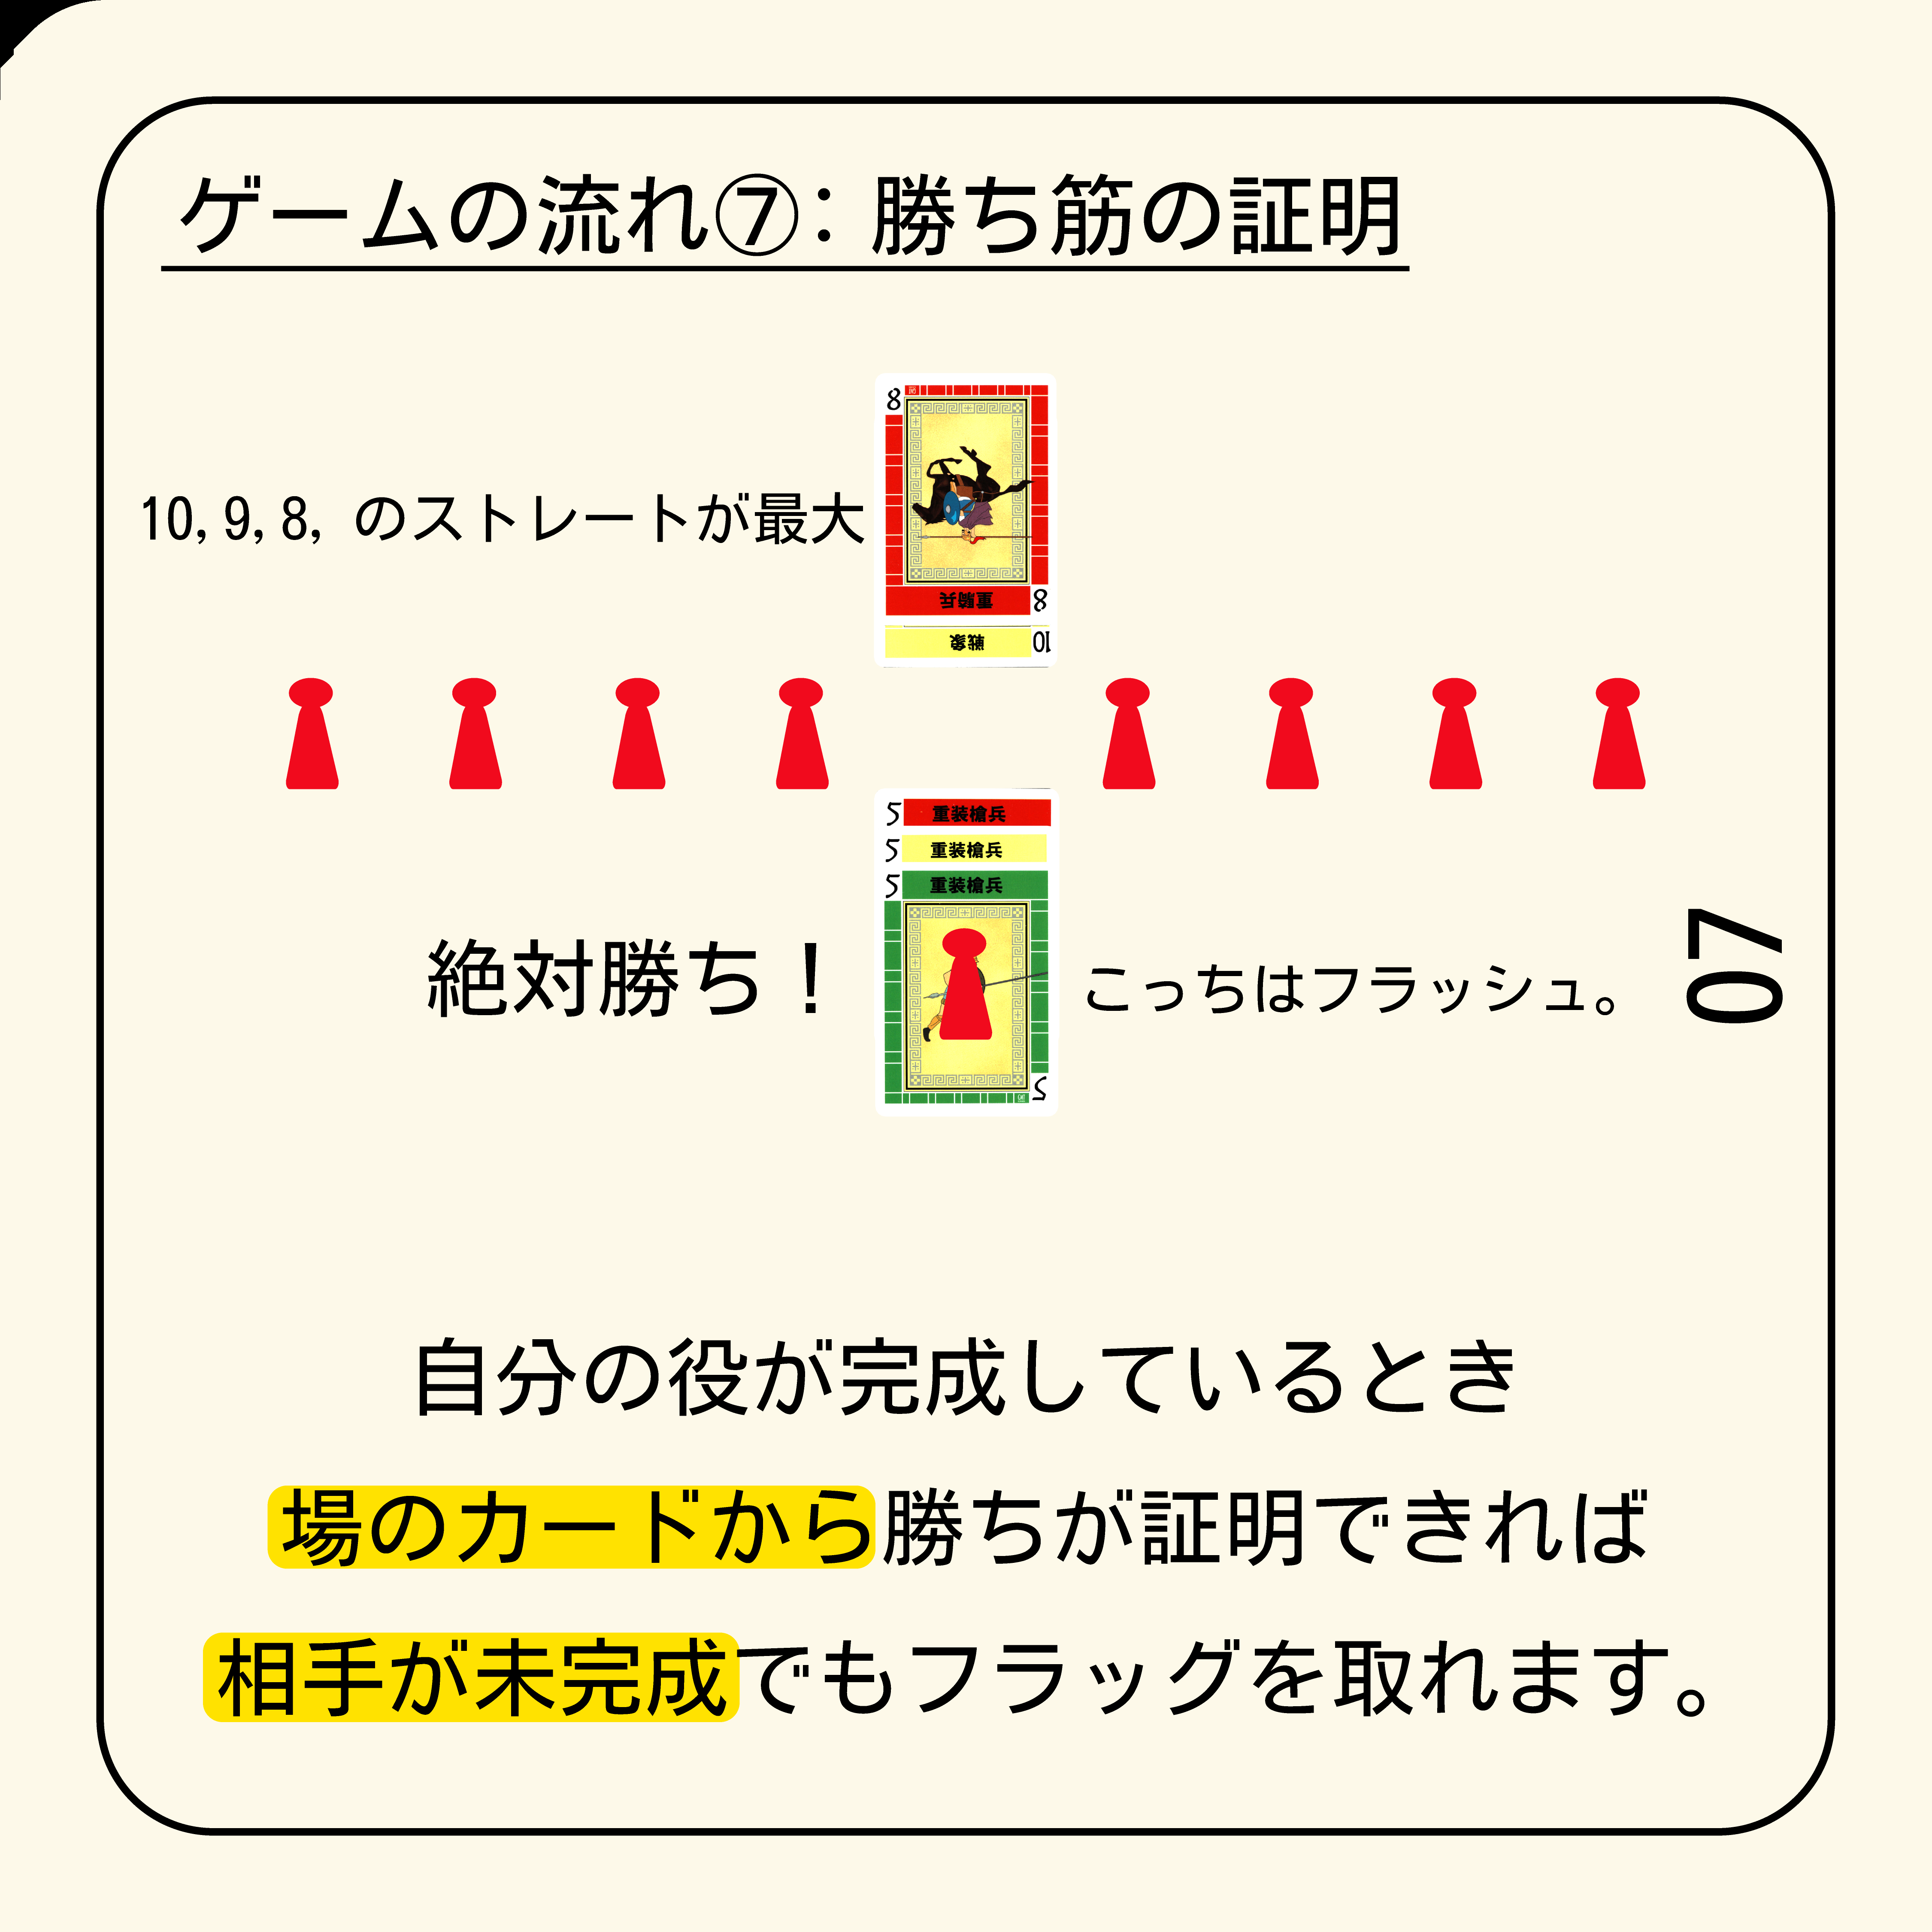 ゲームの流れ⑦：勝ち筋の証明
8
10,9,8, のストレートが最大
重騎兵 8
戦象 10
5 重装槍兵
5 重装槍兵
5 重装槍兵
絶対勝ち！
こっちはフラッシュ。
07
5
自分の役が完成しているとき
場のカードから勝ちが証明できれば
相手が未完成でもフラッグを取れます。